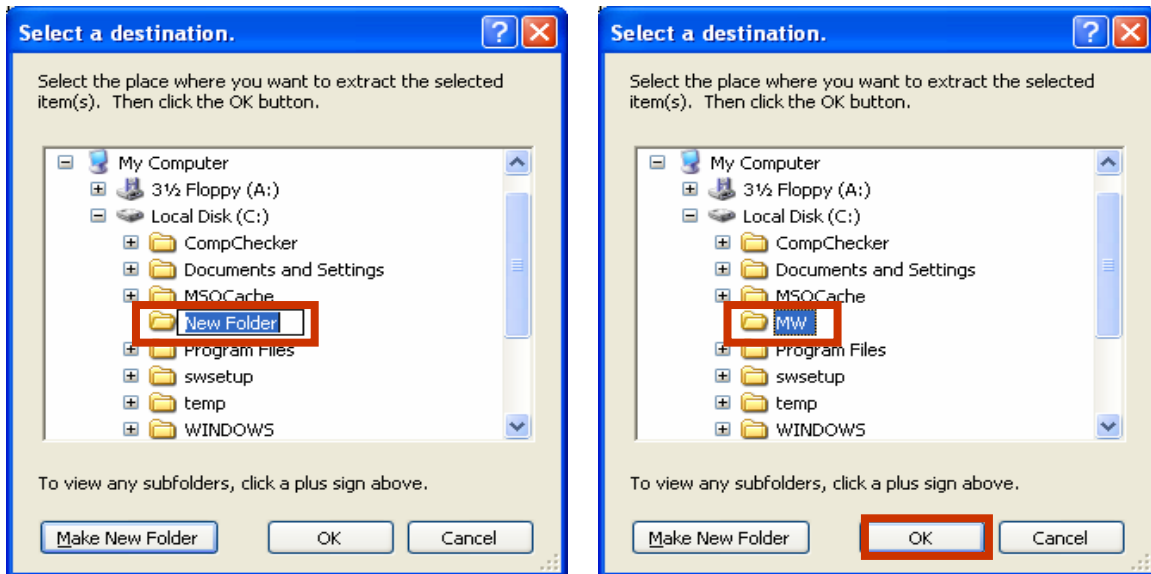 Select a destination.
Select the place where you want to extract the selected
item(s). Then click the OK button.
My Computer
3½ Floppy (A:)
Local Disk (C:)
CompChecker
Documents and Settings
MSOCache
New Folder
Program Files
swsetup
temp
WINDOWS
To view any subfolders, click a plus sign above.
Make New Folder
OK
Cancel
Select a destination.
Select the place where you want to extract the selected
item(s). Then click the OK button.
My Computer
3½ Floppy (A:)
Local Disk (C:)
CompChecker
Documents and Settings
MSOCache
MW
Program Files
swsetup
temp
WINDOWS
To view any subfolders, click a plus sign above.
Make New Folder
OK
Cancel